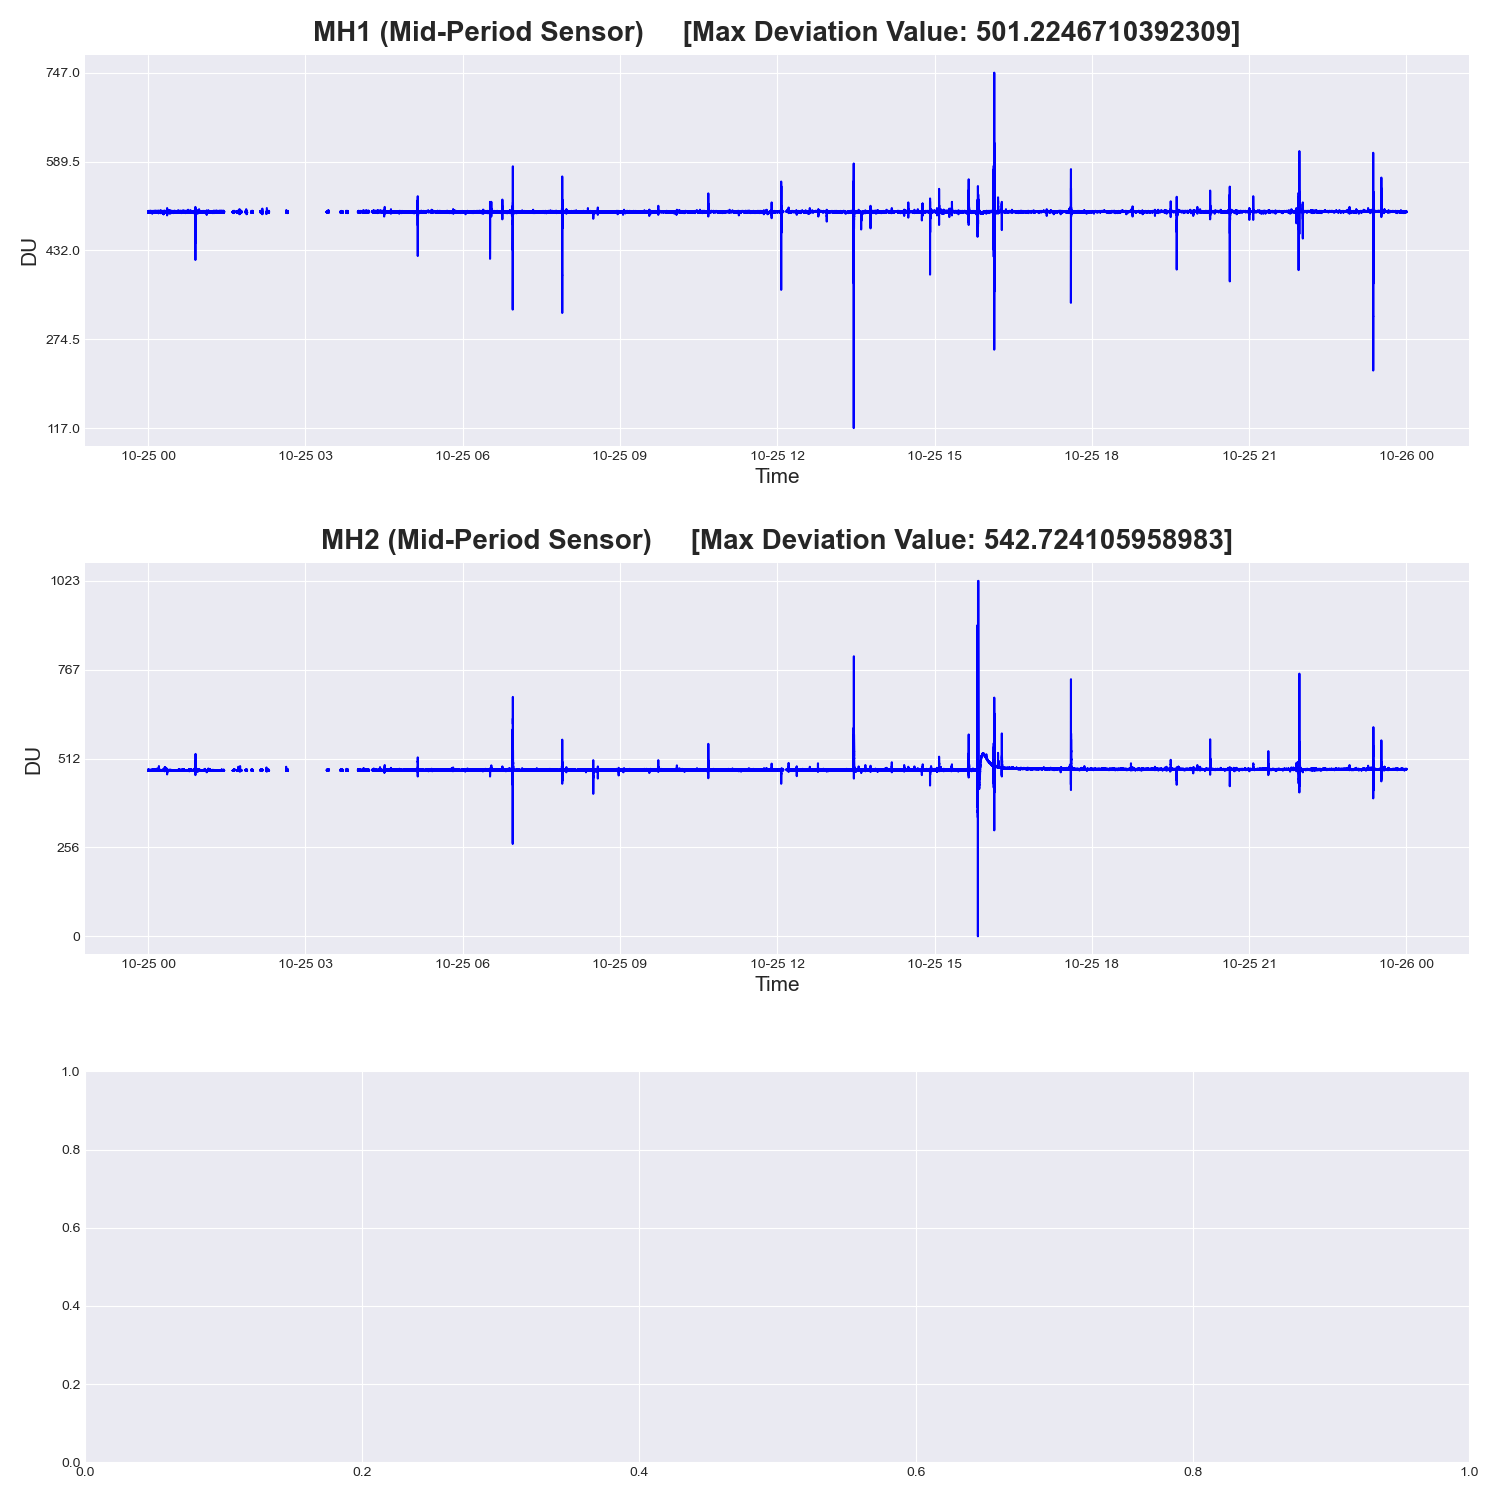 MH1 (Mid-Period Sensor) [Max Deviation Value: 501.2246710392309]
747.0
589.5
432.0
274.5
117.0
DU
10-25 00 10-25 03 10-25 06 10-25 09 10-25 12 10-25 15 10-25 18 10-25 21 10-26 00
Time
MH2 (Mid-Period Sensor) [Max Deviation Value: 542.724105958983]
1023
767
512
256
0
DU
10-25 00 10-25 03 10-25 06 10-25 09 10-25 12 10-25 15 10-25 18 10-25 21 10-26 00
Time
1.0
0.8
0.6
0.4
0.2
0.0
0.0 0.2 0.4 0.6 0.8 1.0